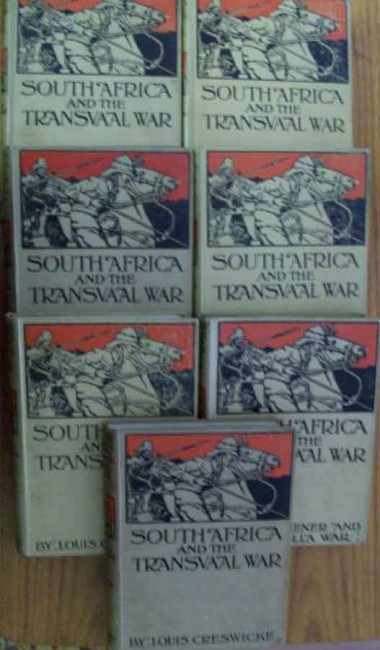 SOUTH AFRICA
AND THE
TRANSVAAL WAR
SOUTH AFRICA
AND THE
TRANSVAAL WAR
SOUTH AFRICA
AND THE
TRANSVAAL WAR
SOUTH AFRICA
AND THE
TRANSVAAL WAR
SOUTH
AN
TRANS
BY: LOUIS C
H AFRICA
THE
AAL WAR
ENER AND
LLA WAR
SOUTH AFRICA
AND THE
TRANSVAAL WAR
BY: LOUIS CRESWICKE